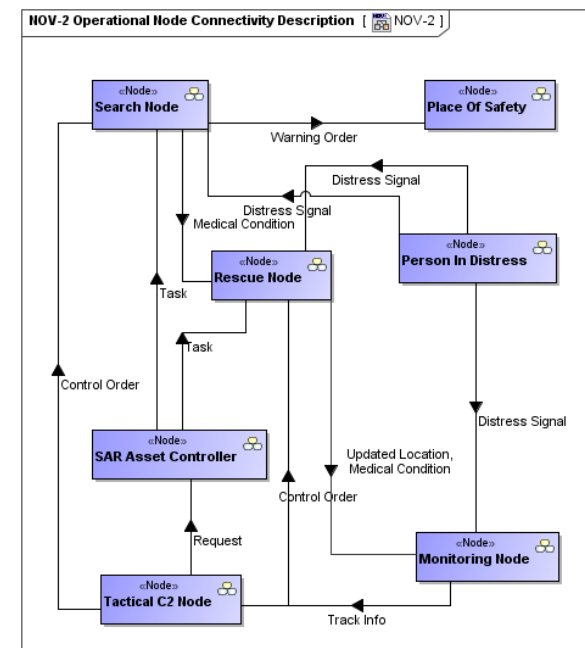 NOV-2 Operational Node Connectivity Description [ NOV-2 ]
«Node»
Search Node
«Node»
Place Of Safety
Warning Order
Distress Signal
Distress Signal
Medical Condition
«Node»
Rescue Node
«Node»
Person In Distress
Task
Task
Control Order
Distress Signal
«Node»
SAR Asset Controller
Updated Location,
Medical Condition
Control Order
Request
«Node»
Monitoring Node
«Node»
Tactical C2 Node
Track Info